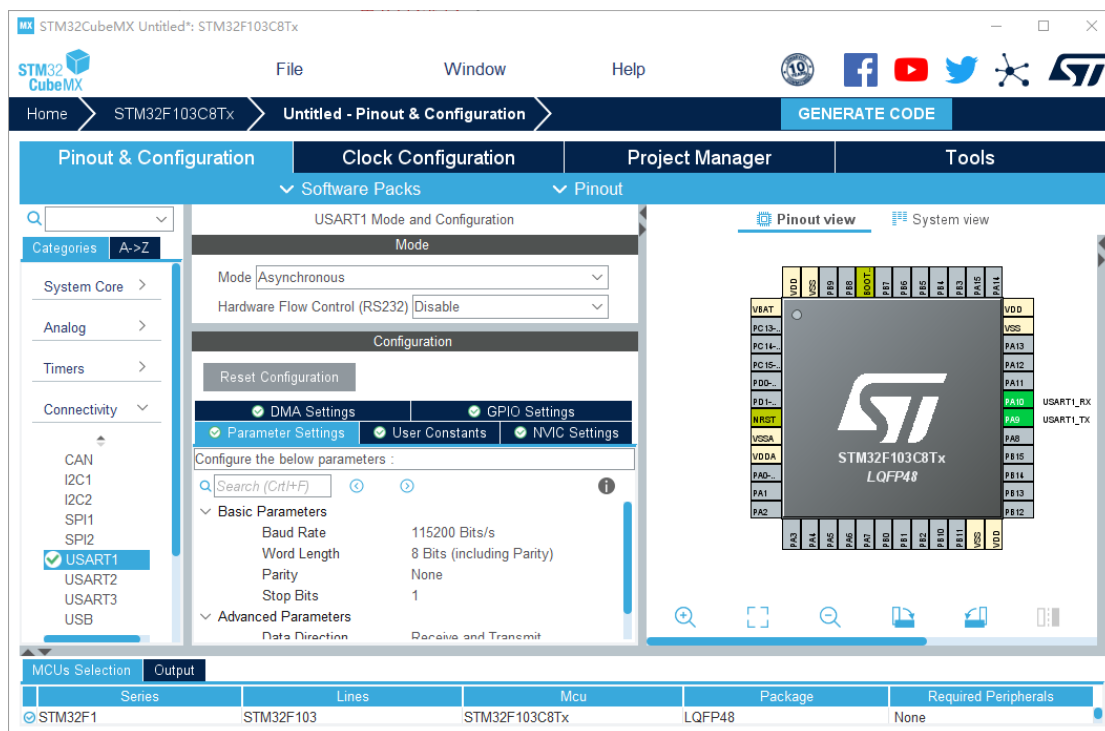 MX STM32CubeMX Untitled*: STM32F103C8Tx
STM32 CubeMX
File Window Help
10
Home STM32F103C8Tx Untitled - Pinout & Configuration GENERATE CODE
Pinout & Configuration Clock Configuration Project Manager Tools
Software Packs Pinout
USART1 Mode and Configuration
Pinout view System view
Categories A->Z
Mode
System Core
Analog
Timers
Connectivity
CAN
I2C1
I2C2
SPI1
SPI2
USART1
USART2
USART3
USB
Mode Asynchronous
Hardware Flow Control (RS232) Disable
Configuration
Reset Configuration
DMA Settings GPIO Settings
Parameter Settings User Constants NVIC Settings
Configure the below parameters :
Search (CrtI+F)
Basic Parameters
Baud Rate 115200 Bits/s
Word Length 8 Bits (including Parity)
Parity None
Stop Bits 1
Advanced Parameters
Data Direction Receive and Transmit
VDD VSS PB9 PB8 BOOT.. PB7 PB6 PB5 PB4 PB3 PA15 PA14
VBAT
PC13-..
PC14-..
PC15-..
PD0-..
PD1-..
NRST
VSSA
VDDA
PA0-..
PA1
PA2
VDD
VSS
PA13
PA12
PA11
PA10 USART1_RX
PA9 USART1_TX
PA8
PB15
PB14
PB13
PB12
STM32F103C8Tx
LQFP48
PA3 PA4 PA5 PA6 PA7 PB0 PB1 PB2 PB10 PB11 VSS VDD
MCUs Selection Output
Series Lines Mcu Package Required Peripherals
STM32F1 STM32F103 STM32F103C8Tx LQFP48 None